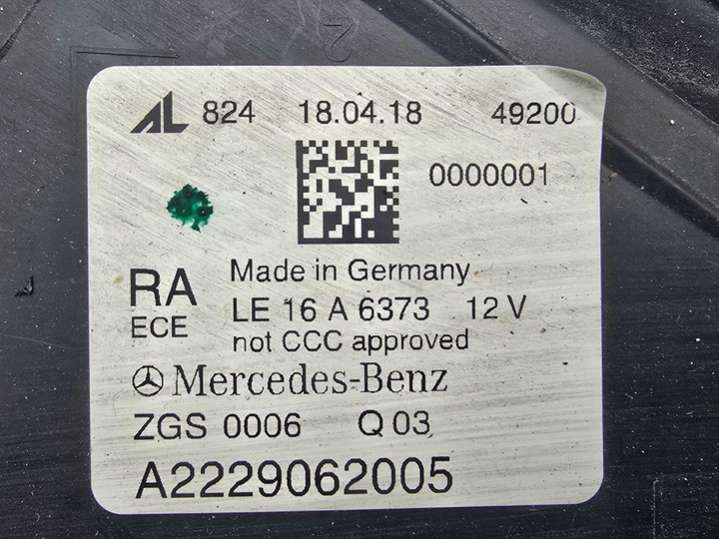 AL 824 18.04.18 49200
0000001
RA Made in Germany
ECE LE 16 A 6373 12 V
not CCC approved
Mercedes-Benz
ZGS 0006 Q 03
A2229062005